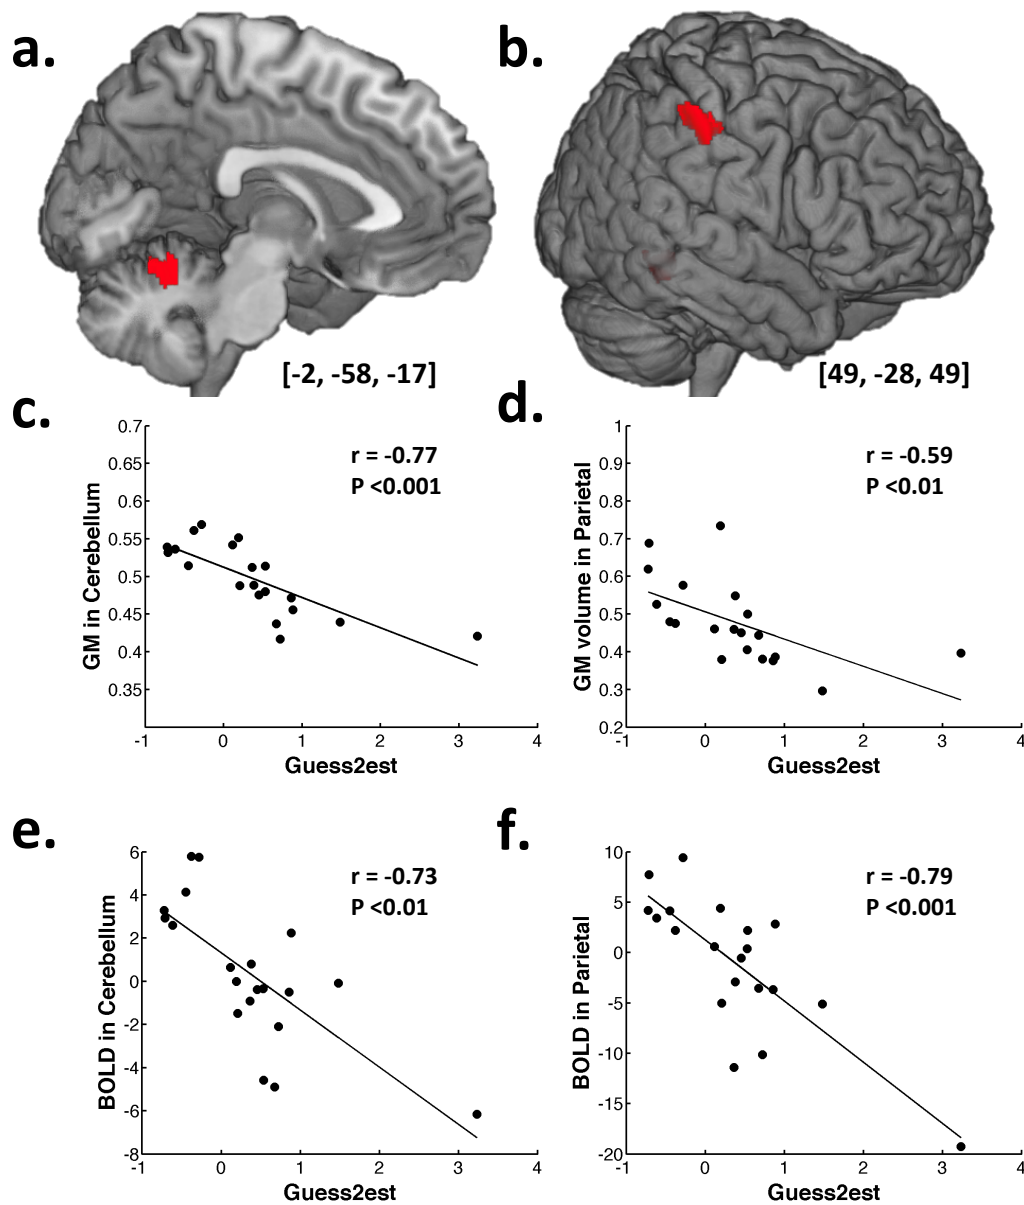 a.
b.
[-2, -58, -17]
[49, -28, 49]
c.
d.
0.7
0.65
0.6
0.55
0.5
0.45
0.4
0.35
GM in Cerebellum
r = -0.77
P <0.001
-1 0 1 2 3 4
Guess2est
1
0.9
0.8
0.7
0.6
0.5
0.4
0.3
0.2
GM volume in Parietal
r = -0.59
P <0.01
-1 0 1 2 3 4
Guess2est
e.
f.
6
4
2
0
-2
-4
-6
-8
BOLD in Cerebellum
r = -0.73
P <0.01
-1 0 1 2 3 4
Guess2est
10
5
0
-5
-10
-15
-20
BOLD in Parietal
r = -0.79
P <0.001
-1 0 1 2 3 4
Guess2est